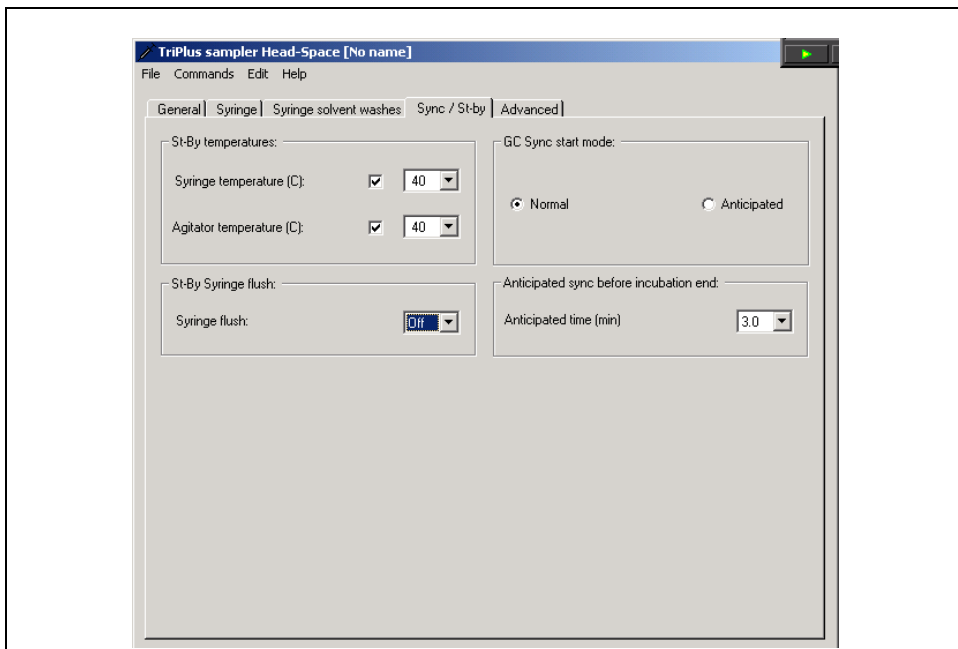 TriPlus sampler Head-Space [No name]
File Commands Edit Help
General Syringe Syringe solvent washes Sync / St-by Advanced
St-By temperatures:
Syringe temperature (C): 40
Agitator temperature (C): 40
GC Sync start mode:
Normal Anticipated
St-By Syringe flush:
Syringe flush: Off
Anticipated sync before incubation end:
Anticipated time (min) 3.0